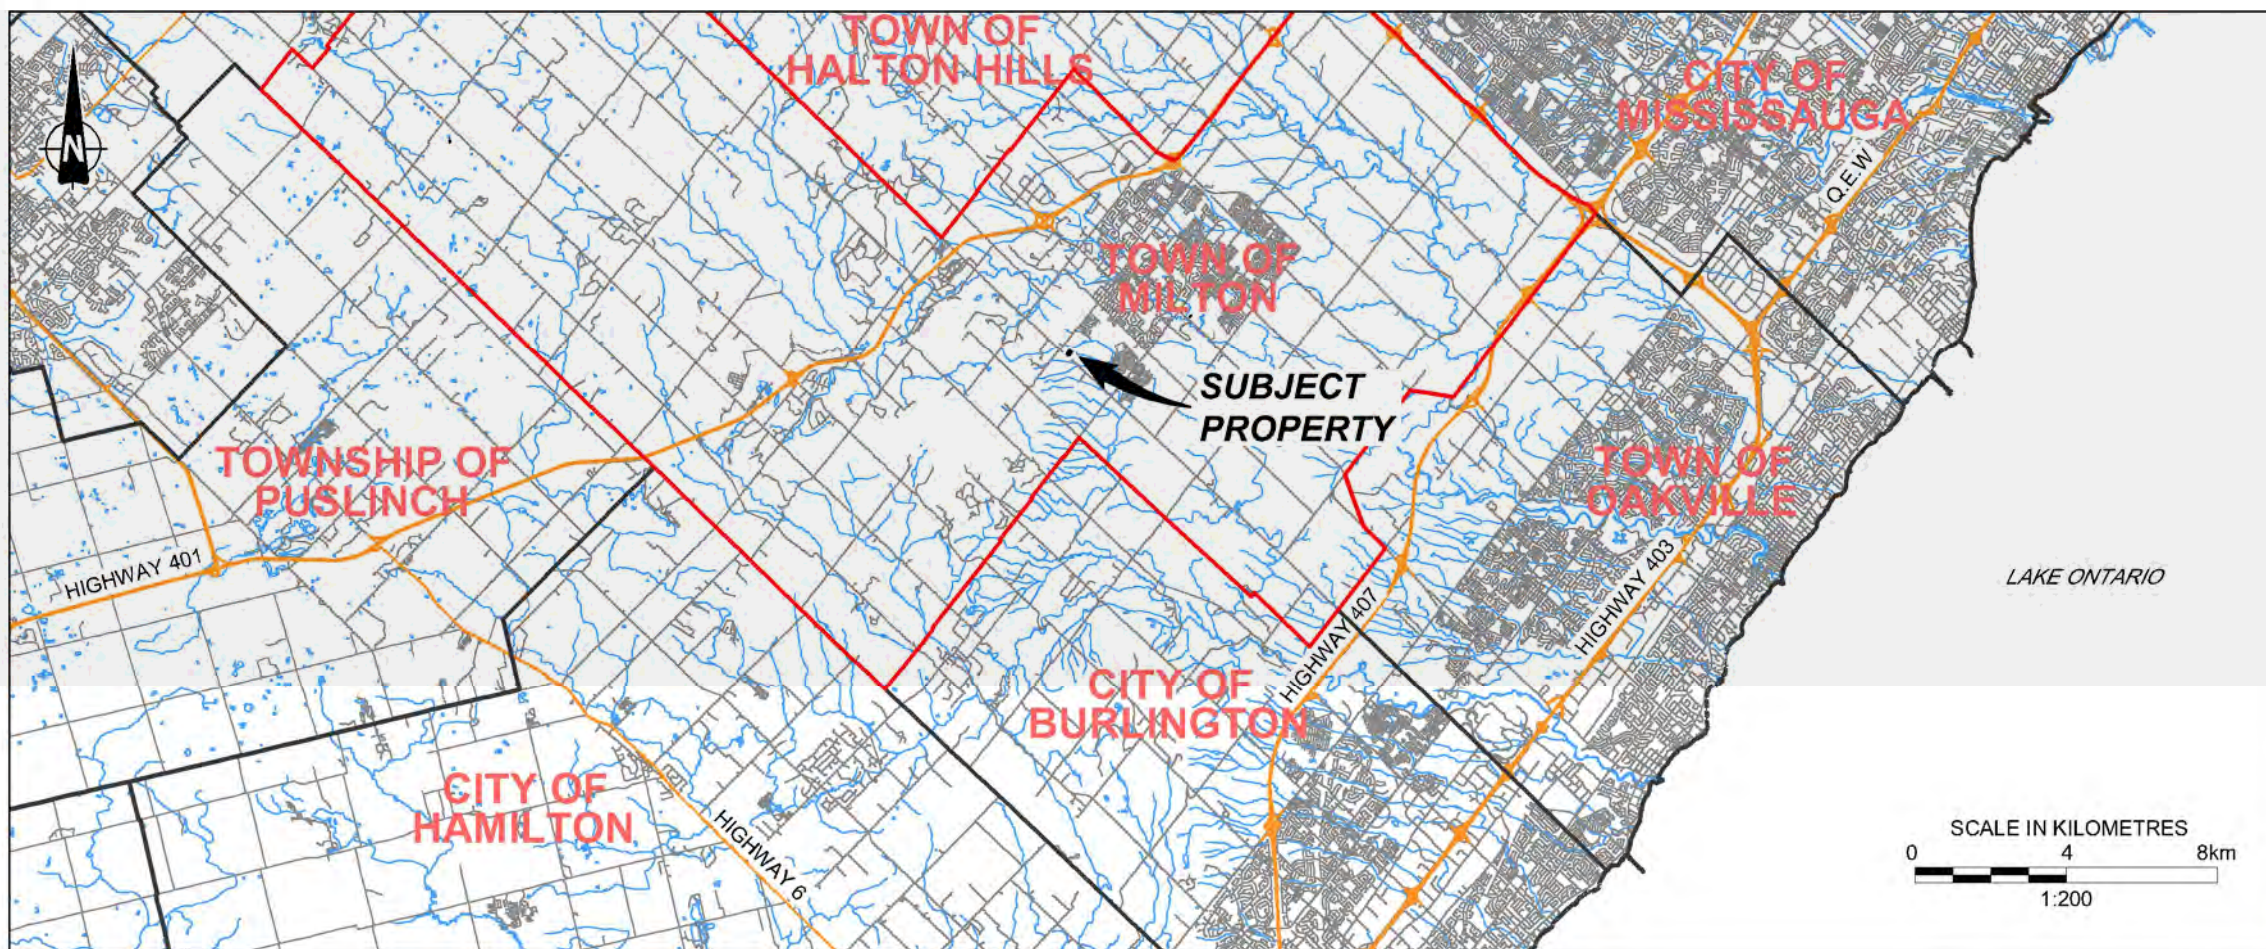 TOWN OF
HALTON HILLS
CITY OF
MISSISSAUGA
N
Q.E.W
TOWN OF
MILTON
SUBJECT
PROPERTY
TOWNSHIP OF
PUSLINCH
TOWN OF
OAKVILLE
HIGHWAY 401
HIGHWAY 403
LAKE ONTARIO
HIGHWAY 407
CITY OF
BURLINGTON
CITY OF
HAMILTON
HIGHWAY 6
SCALE IN KILOMETRES
0 4 8km
1:200